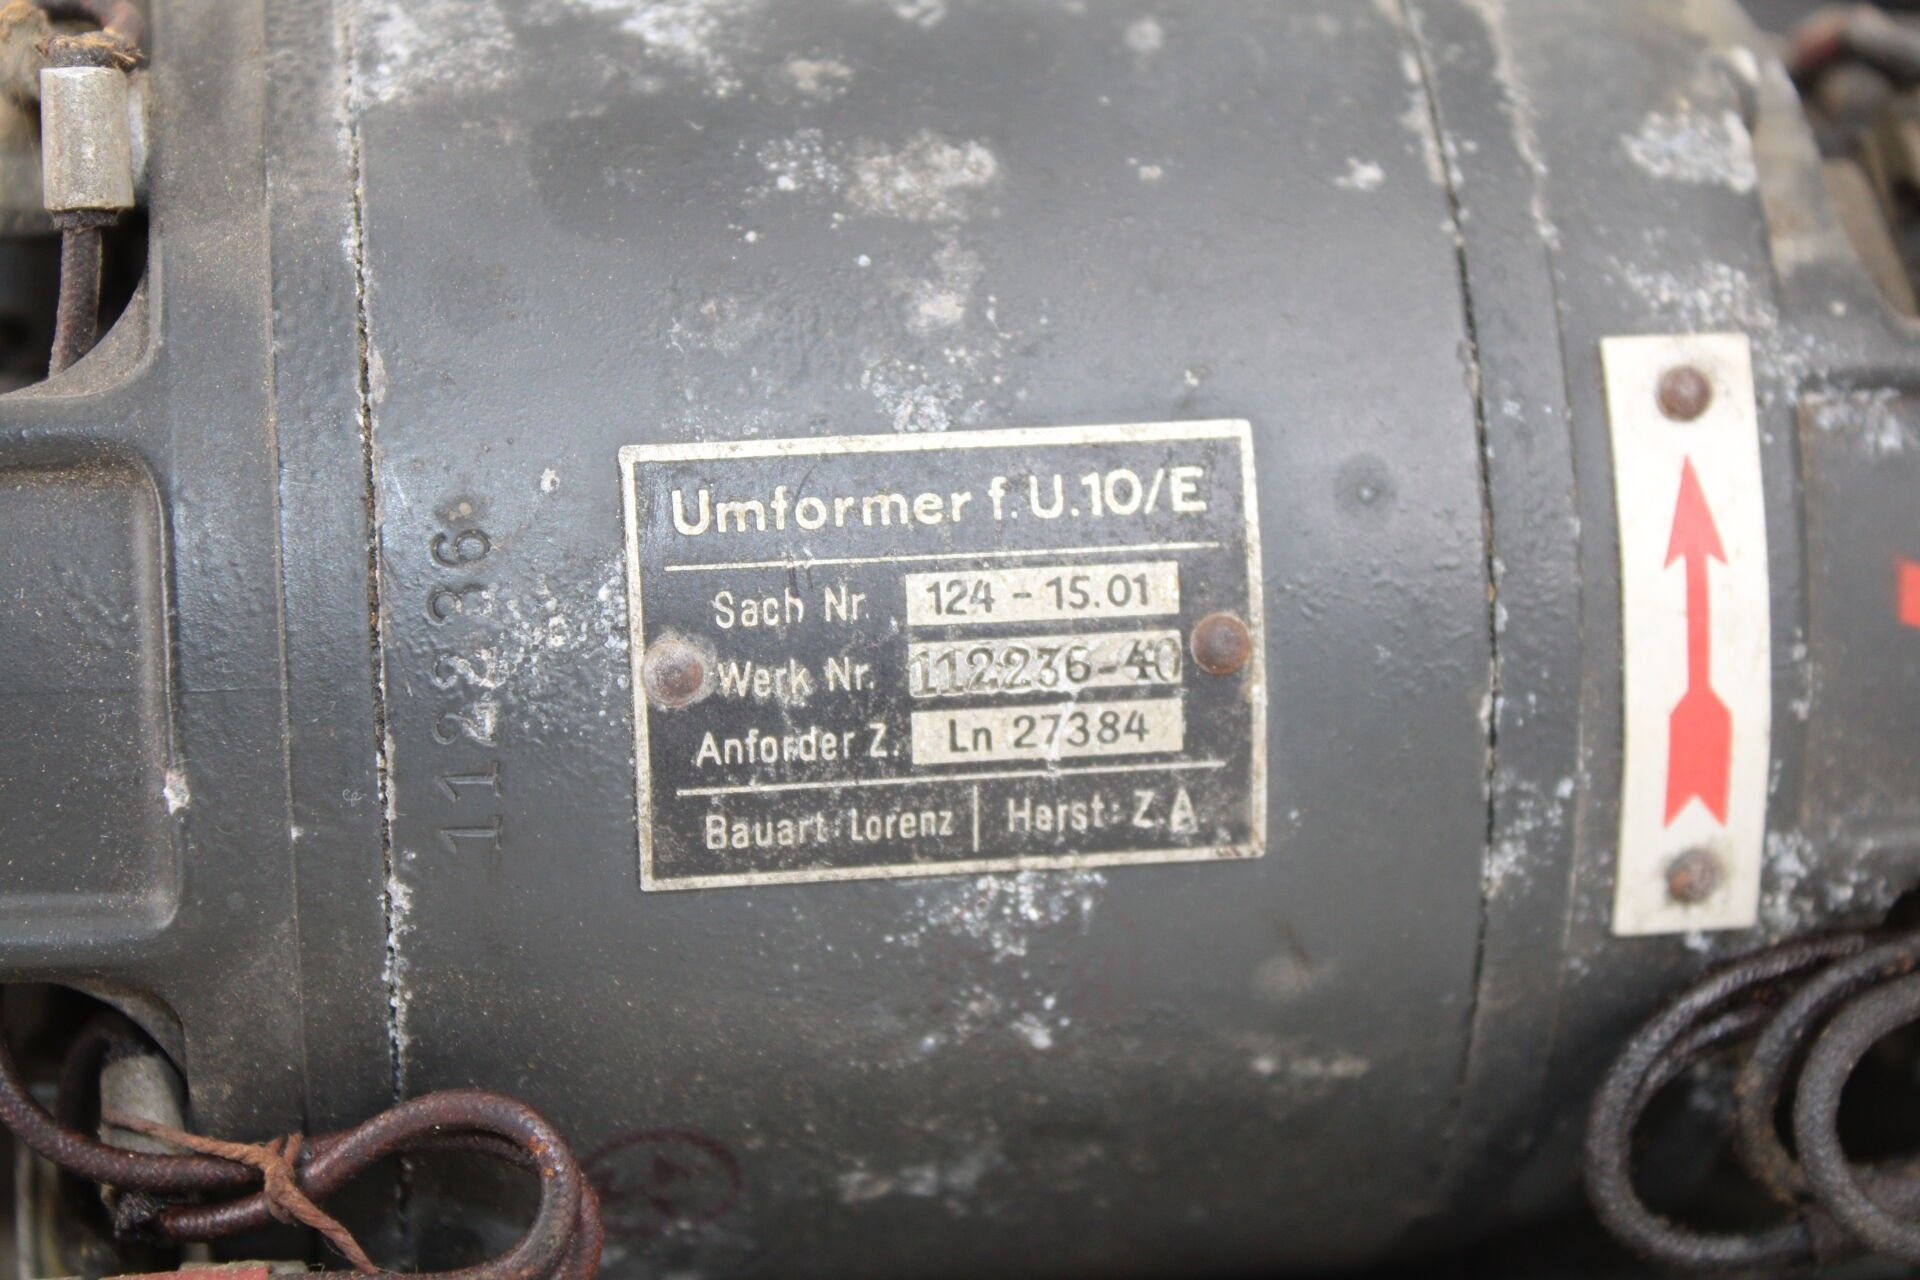 112236
Umformer f. U.10/E
Sach Nr. 124-15.01
Werk Nr. 112236-40
Anforder Z. Ln 27384
Bauart: Lorenz | Herst: Z.A